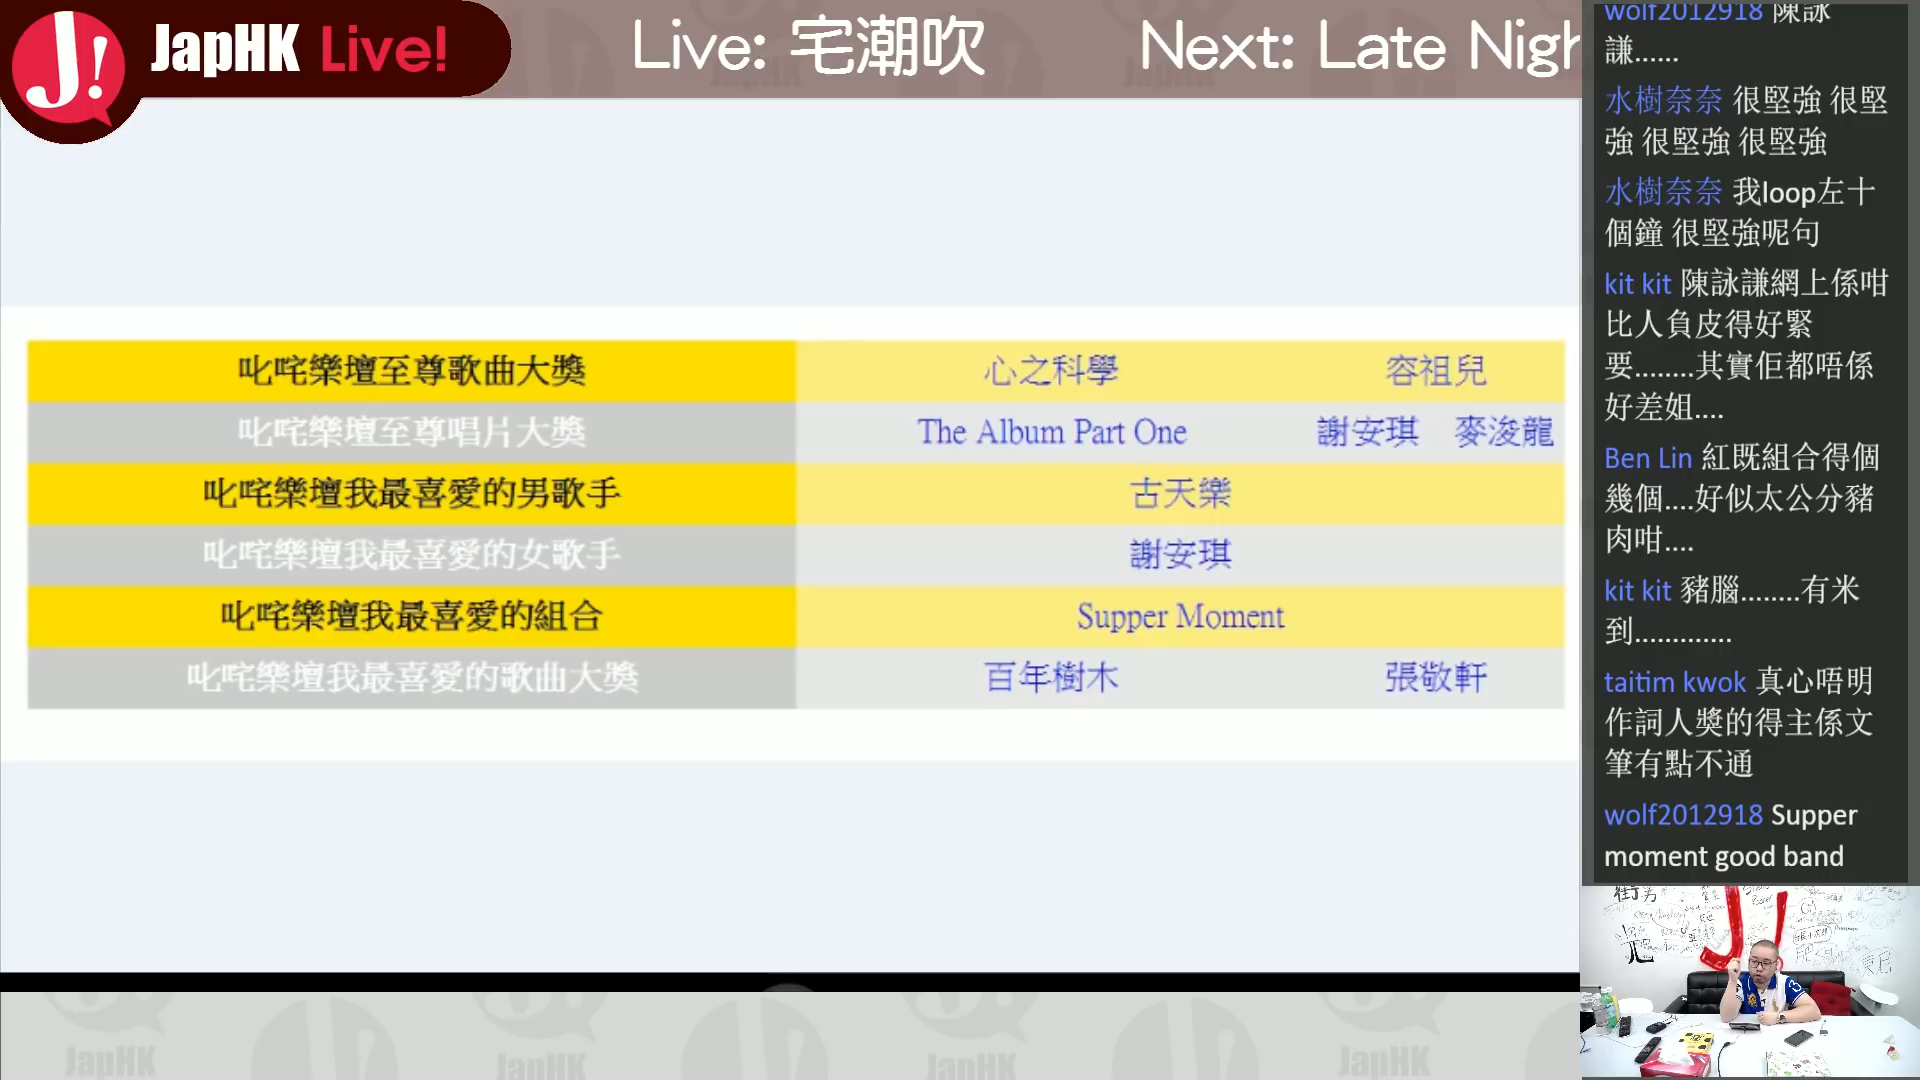 JapHK Live!
Live: 宅潮吹
Next: Late Nigh
叱咤樂壇至尊歌曲大獎 心之科學 容祖兒
叱咤樂壇至尊唱片大獎 The Album Part One 謝安琪 麥浚龍
叱咤樂壇我最喜愛的男歌手 古天樂
叱咤樂壇我最喜愛的女歌手 謝安琪
叱咤樂壇我最喜愛的組合 Supper Moment
叱咤樂壇我最喜愛的歌曲大獎 百年樹木 張敬軒
wolf2012918 陳詠
謙......
水樹奈奈 很堅強 很堅
強 很堅強 很堅強
水樹奈奈 我loop左十
個鐘 很堅強呢句
kit kit 陳詠謙網上係咁
比人負皮得好緊
要........其實佢都唔係
好差姐....
Ben Lin 紅既組合得個
幾個....好似太公分豬
肉咁....
kit kit 豬腦........有米
到.............
taitim kwok 真心唔明
作詞人獎的得主係文
筆有點不通
wolf2012918 Supper
moment good band
JapHK JapHK JapHK JapHK